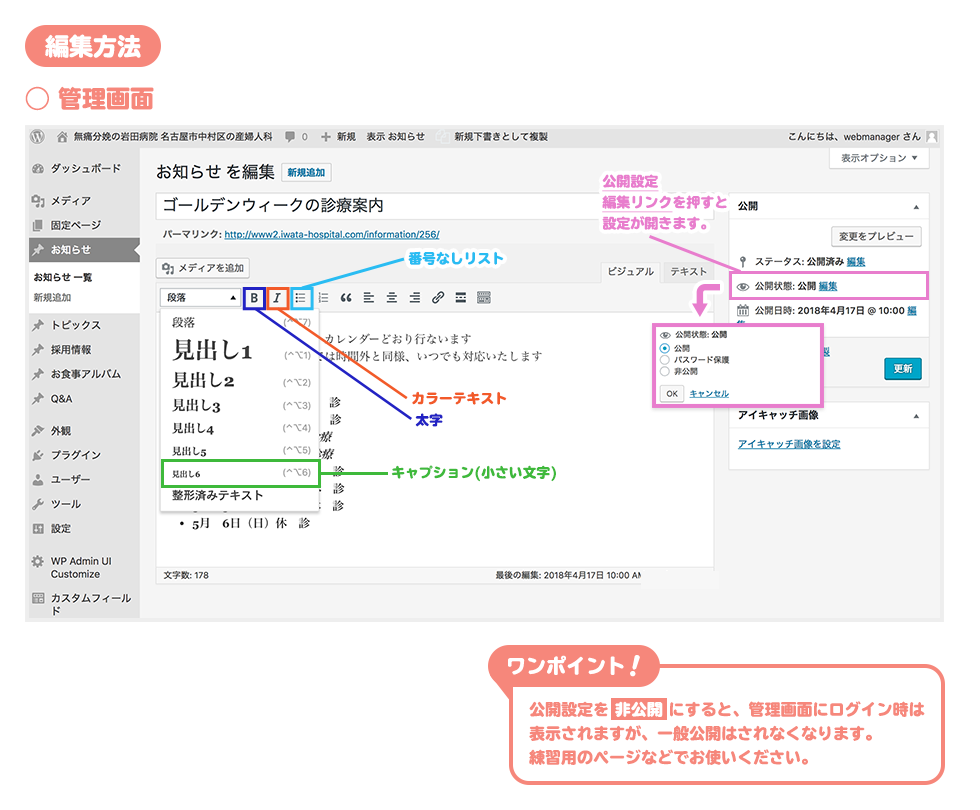 編集方法
管理画面
無痛分娩の岩田病院 名古屋市中村区の産婦人科 0 新規 表示 お知らせ 新規下書きとして複製 こんにちは、webmanager さん
表示オプション ▼
ダッシュボード
メディア
固定ページ
お知らせ
お知らせ 一覧
新規追加
トピックス
採用情報
お食事アルバム
Q&A
外観
プラグイン
ユーザー
ツール
設定
WP Admin UI
Customize
カスタムフィール
ド
お知らせ を編集 新規追加
ゴールデンウィークの診療案内
パーマリンク: http://www2.iwata-hospital.com/information/256/
メディアを追加
ビジュアル テキスト
段落 ▲ B I
段落 (^⌥7)
見出し1 (^⌥1)
見出し2 (^⌥2)
見出し3 (^⌥3)
見出し4 (^⌥4)
見出し5 (^⌥5)
見出し6 (^⌥6)
整形済みテキスト
カレンダーどおり行ないます
は時間外と同様、いつでも対応いたします
診
診
療
療
診
診
診
• 5月 6日（日）休 診
文字数: 178 最後の編集: 2018年4月17日 10:00 AM
番号なしリスト
カラーテキスト
太字
キャプション(小さい文字)
公開設定
編集リンクを押すと
設定が開きます。
公開 ▲
変更をプレビュー
ステータス: 公開済み 編集
公開状態: 公開 編集
公開日時: 2018年4月17日 @ 10:00 編
集
更新
公開状態: 公開
公開
パスワード保護
非公開
OK キャンセル
アイキャッチ画像 ▲
アイキャッチ画像を設定
ワンポイント！
公開設定を 非公開 にすると、管理画面にログイン時は
表示されますが、一般公開はされなくなります。
練習用のページなどでお使いください。